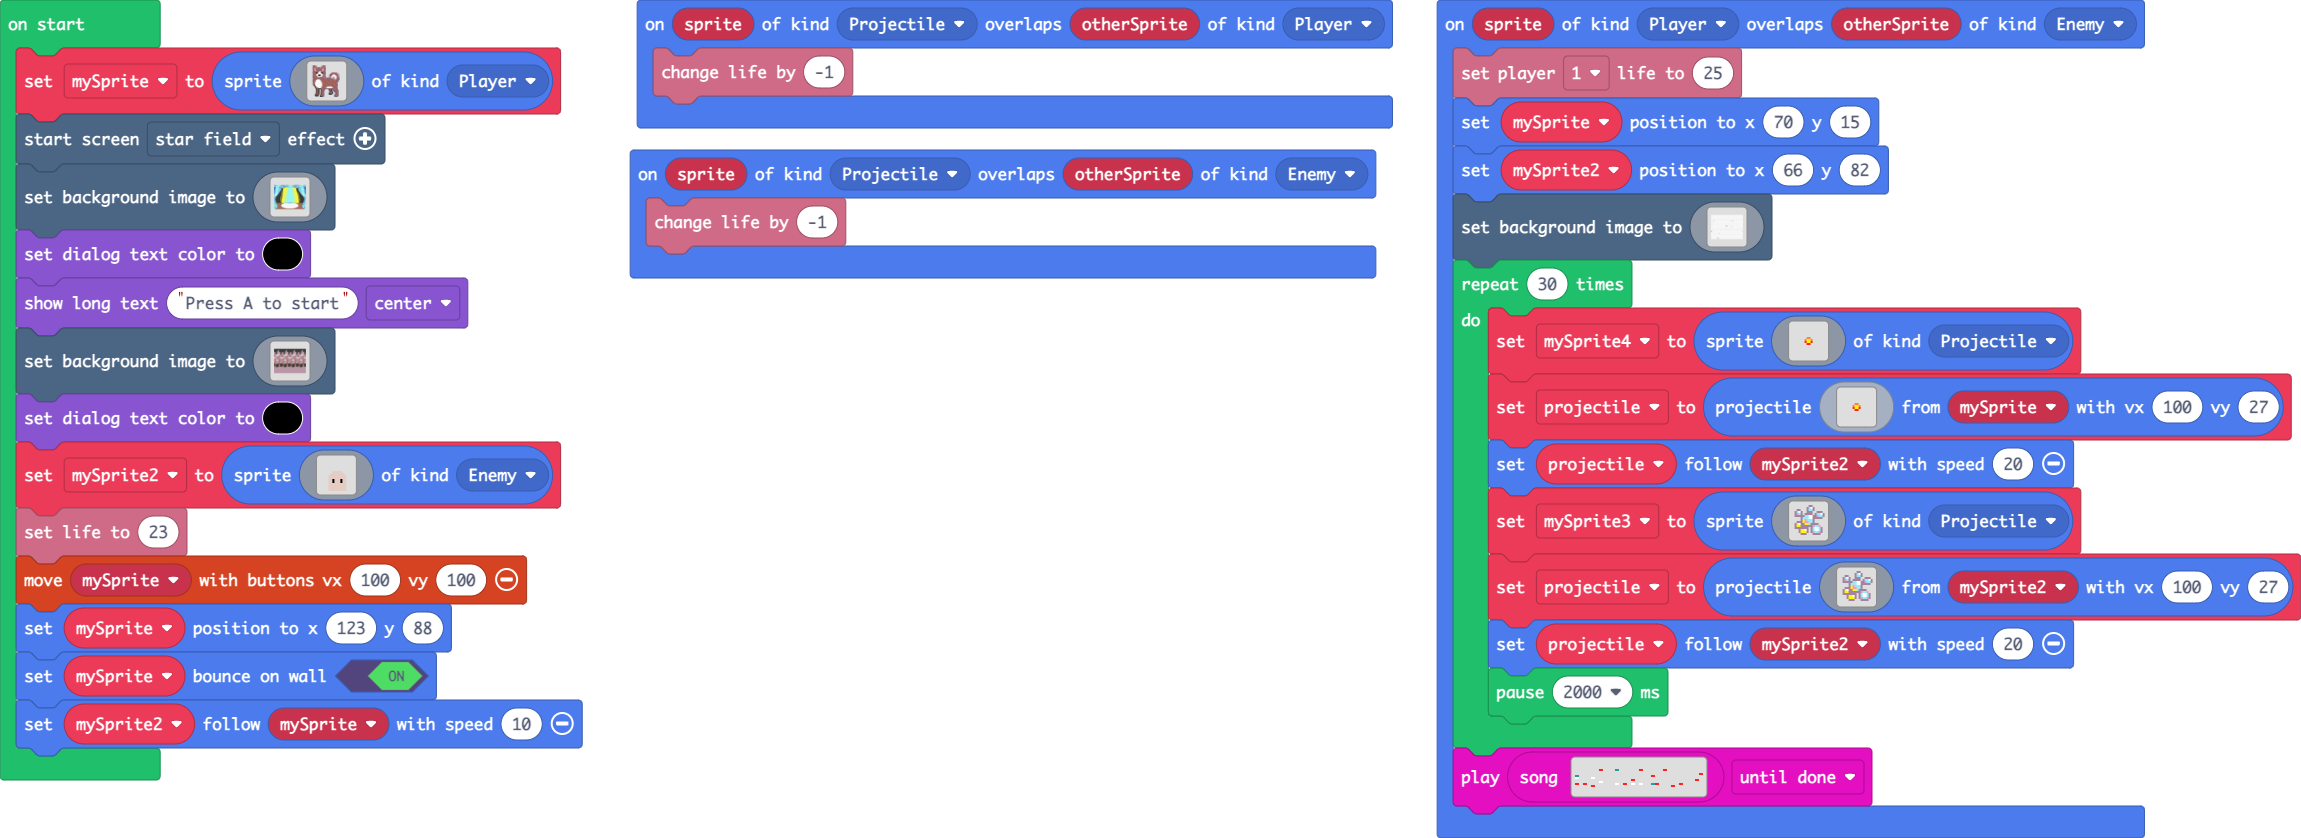 on start
set mySprite to sprite of kind Player
start screen star field effect
set background image to
set dialog text color to
show long text "Press A to start" center
set background image to
set dialog text color to
set mySprite2 to sprite of kind Enemy
set life to 23
move mySprite with buttons vx 100 vy 100
set mySprite position to x 123 y 88
set mySprite bounce on wall ON
set mySprite2 follow mySprite with speed 10
on sprite of kind Projectile overlaps otherSprite of kind Player
change life by -1
on sprite of kind Projectile overlaps otherSprite of kind Enemy
change life by -1
on sprite of kind Player overlaps otherSprite of kind Enemy
set player 1 life to 25
set mySprite position to x 70 y 15
set mySprite2 position to x 66 y 82
set background image to
repeat 30 times
do
set mySprite4 to sprite of kind Projectile
set projectile to projectile from mySprite with vx 100 vy 27
set projectile follow mySprite2 with speed 20
set mySprite3 to sprite of kind Projectile
set projectile to projectile from mySprite2 with vx 100 vy 27
set projectile follow mySprite2 with speed 20
pause 2000 ms
play song until done